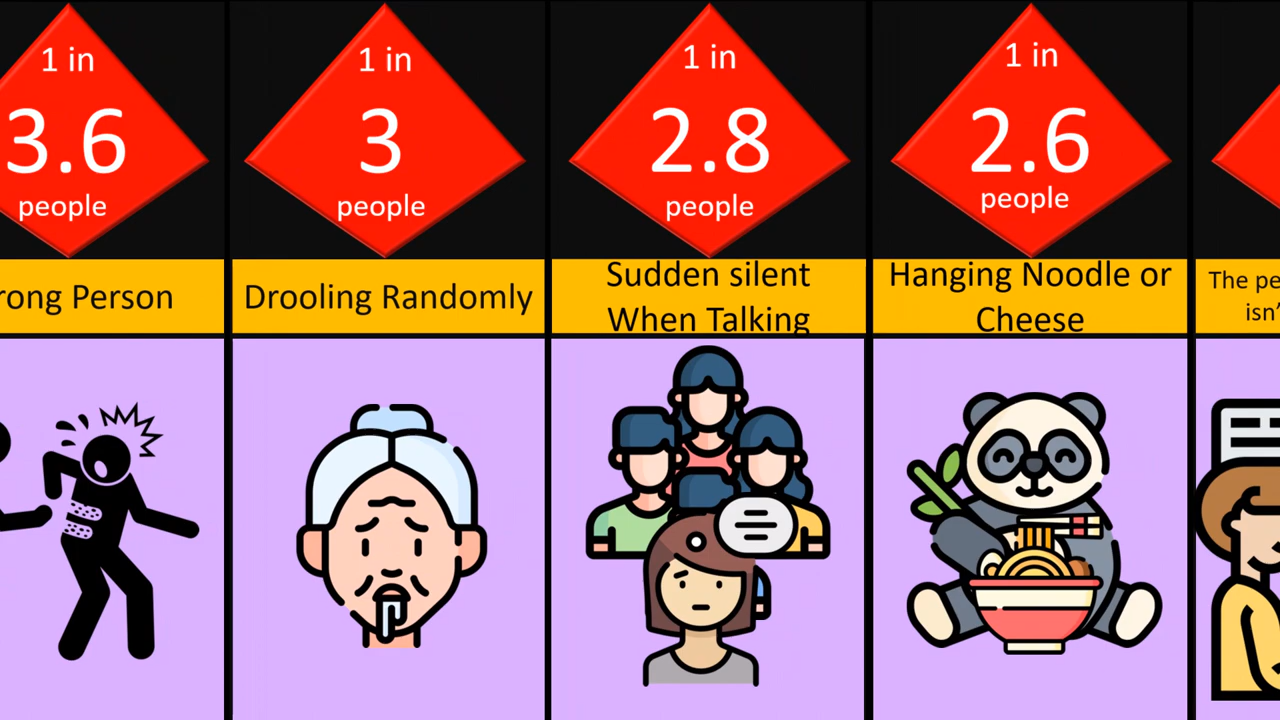 1 in
3.6
people
rong Person
1 in
3
people
Drooling Randomly
1 in
2.8
people
Sudden silent
When Talking
1 in
2.6
people
Hanging Noodle or
Cheese
The pe
isn'